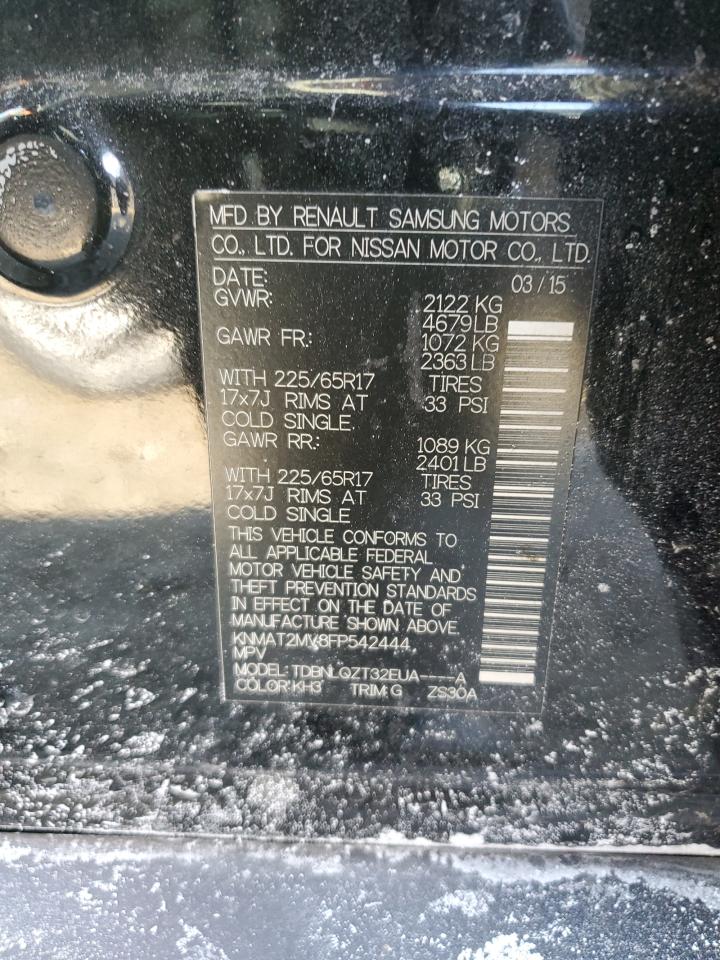 MFD BY RENAULT SAMSUNG MOTORS
CO., LTD. FOR NISSAN MOTOR CO., LTD.
DATE: 03/15
GVWR: 2122 KG
4679 LB
GAWR FR.: 1072 KG
2363 LB
WITH 225/65R17 TIRES
17x7J RIMS AT 33 PSI
COLD SINGLE
GAWR RR.: 1089 KG
2401 LB
WITH 225/65R17 TIRES
17x7J RIMS AT 33 PSI
COLD SINGLE
THIS VEHICLE CONFORMS TO
ALL APPLICABLE FEDERAL
MOTOR VEHICLE SAFETY AND
THEFT PREVENTION STANDARDS
IN EFFECT ON THE DATE OF
MANUFACTURE SHOWN ABOVE.
KNMAT2MV8FP542444
MPV
MODEL: TDBNLQZT32EUA----A
COLOR: KH3 TRIM: G ZS30A